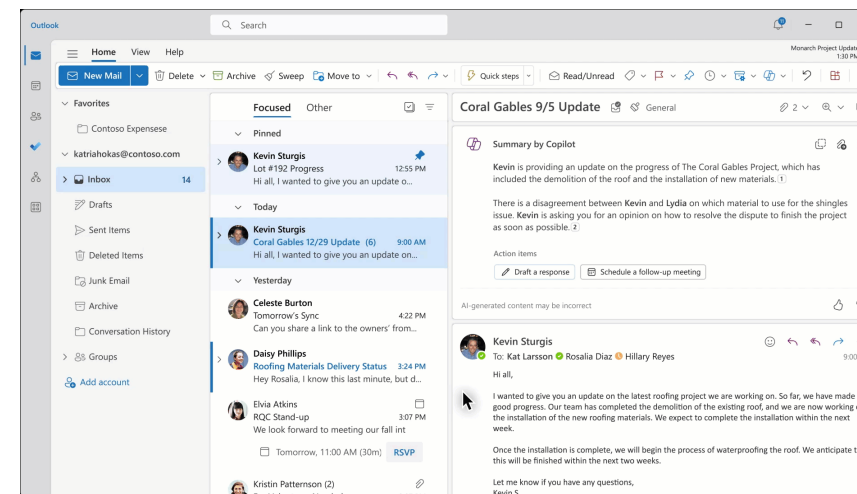 Outlook
Search
Home View Help
Monarch Project Update
1:30 PM
New Mail Delete Archive Sweep Move to Quick steps Read/Unread
Favorites
Contoso Expensese
katriahokas@contoso.com
Inbox 14
Drafts
Sent Items
Deleted Items
Junk Email
Archive
Conversation History
Groups
Add account
Focused Other
Pinned
Kevin Sturgis
Lot #192 Progress 12:55 PM
Hi all, I wanted to give you an update o...
Today
Kevin Sturgis
Coral Gables 12/29 Update (6) 9:00 AM
Hi all, I wanted to give you an update on...
Yesterday
Celeste Burton
Tomorrow's Sync 4:22 PM
Can you share a link to the owners' from...
Daisy Phillips
Roofing Materials Delivery Status 3:24 PM
Hey Rosalia, I know this last minute, but d...
Elvia Atkins
RQC Stand-up 3:07 PM
We look forward to meeting our fall int
Tomorrow, 11:00 AM (30m) RSVP
Kristin Patternson (2)
Coral Gables 9/5 Update General 2
Summary by Copilot
Kevin is providing an update on the progress of The Coral Gables Project, which has
included the demolition of the roof and the installation of new materials. 1
There is a disagreement between Kevin and Lydia on which material to use for the shingles
issue. Kevin is asking you for an opinion on how to resolve the dispute to finish the project
as soon as possible. 2
Action items
Draft a response Schedule a follow-up meeting
AI-generated content may be incorrect
Kevin Sturgis
To: Kat Larsson Rosalia Diaz Hillary Reyes
9:00
Hi all,
I wanted to give you an update on the latest roofing project we are working on. So far, we have made
good progress. Our team has completed the demolition of the existing roof, and we are now working
the installation of the new roofing materials. We expect to complete the installation within the next
week.
Once the installation is complete, we will begin the process of waterproofing the roof. We anticipate
this will be finished within the next two weeks.
Let me know if you have any questions,
Kevin S